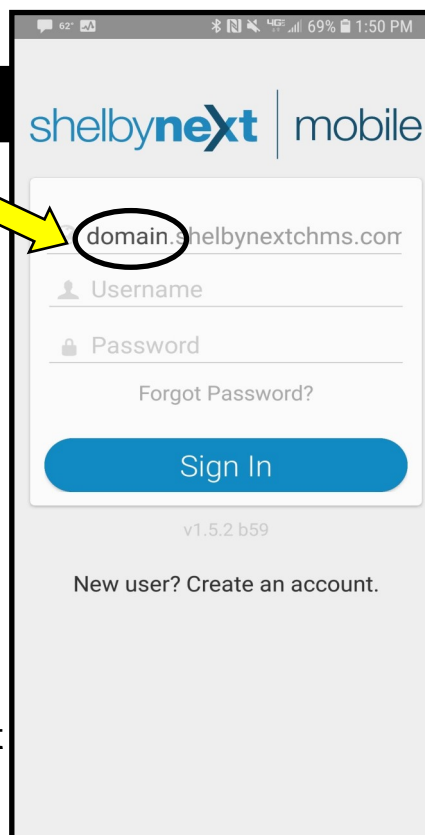 62° 4GE 69% 1:50 PM
shelbynext | mobile
domain.shelbynextchms.com
Username
Password
Forgot Password?
Sign In
v1.5.2 b59
New user? Create an account.